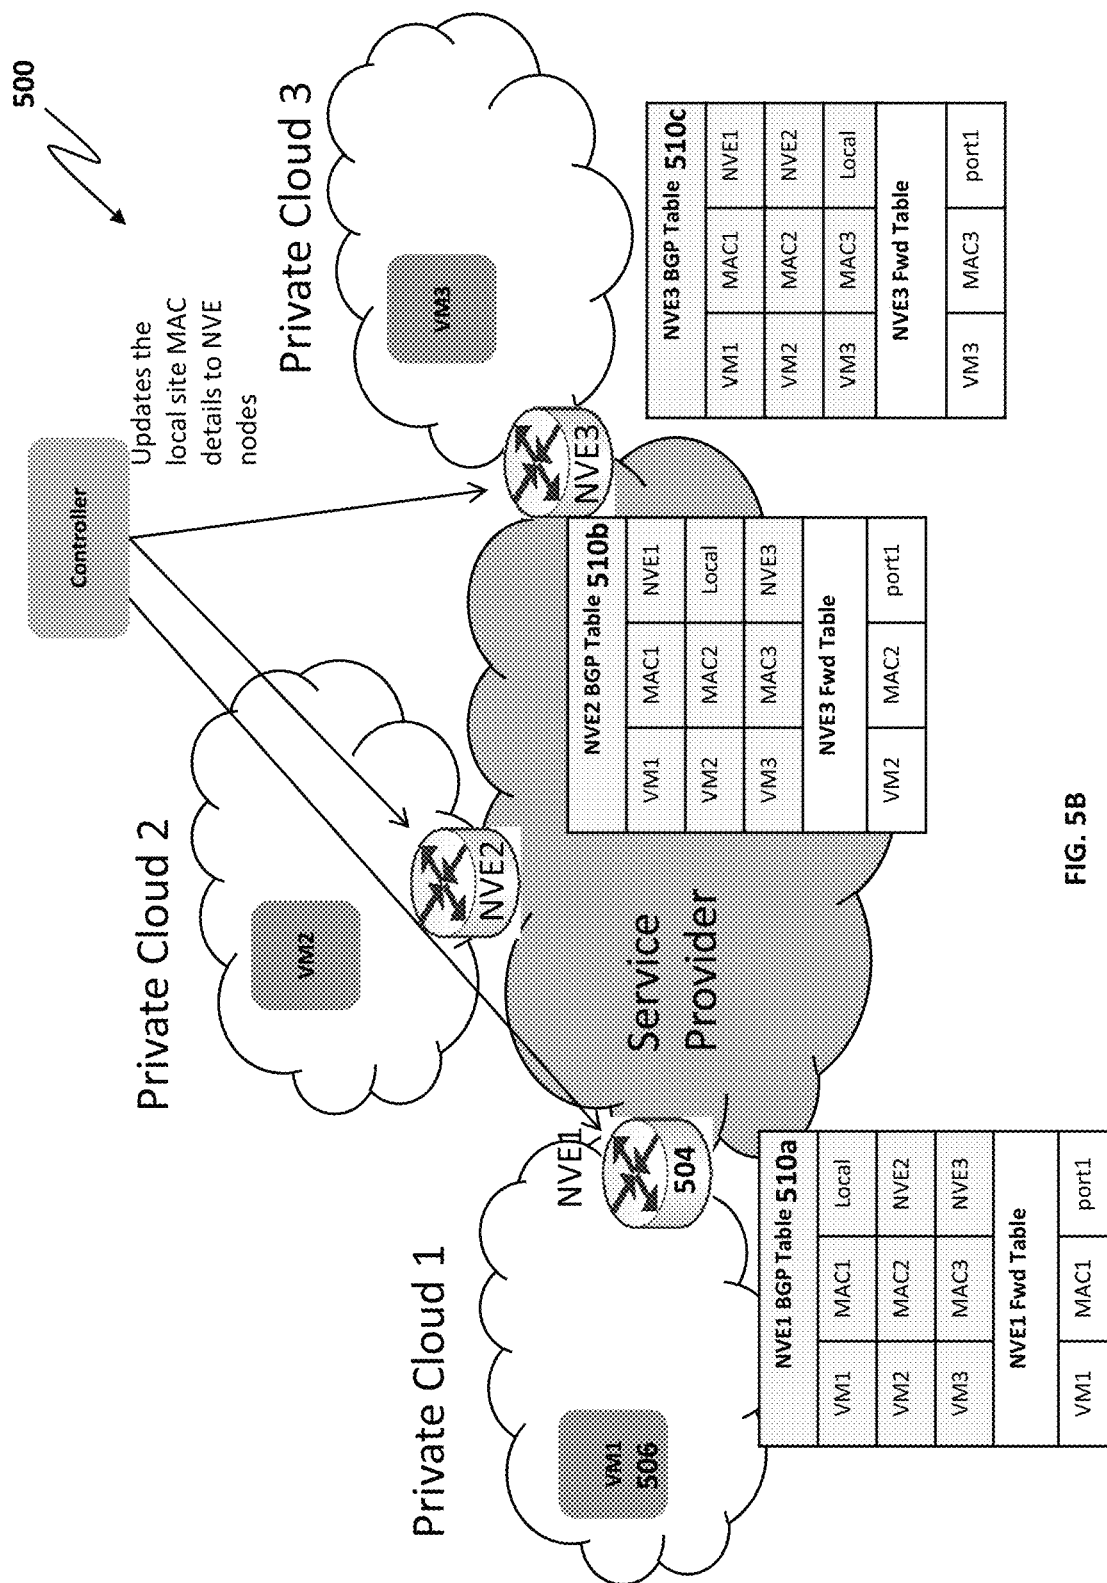 500
Controller
Updates the
local site MAC
details to NVE
nodes
Private Cloud 1
Private Cloud 2
Private Cloud 3
VM1
506
VM2
VM3
NVE1
504
NVE2
NVE3
Service
Provider
NVE1 BGP Table 510a
VM1 MAC1 Local
VM2 MAC2 NVE2
VM3 MAC3 NVE3
NVE1 Fwd Table
VM1 MAC1 port1
NVE2 BGP Table 510b
VM1 MAC1 NVE1
VM2 MAC2 Local
VM3 MAC3 NVE3
NVE3 Fwd Table
VM2 MAC2 port1
NVE3 BGP Table 510c
VM1 MAC1 NVE1
VM2 MAC2 NVE2
VM3 MAC3 Local
NVE3 Fwd Table
VM3 MAC3 port1
FIG. 5B